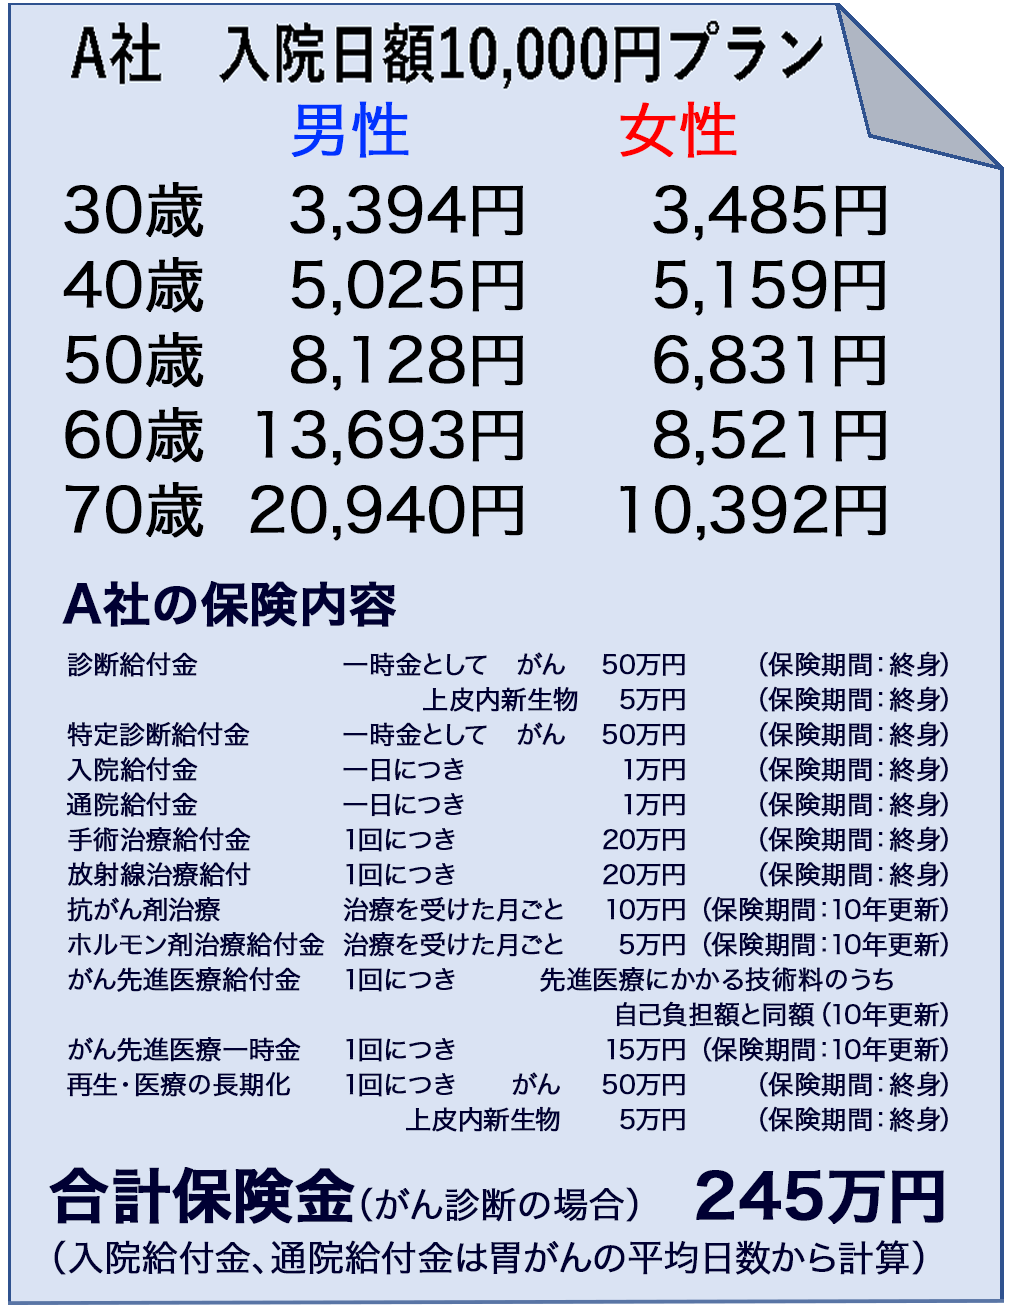 A社 入院日額10,000円プラン
男性 女性
30歳 3,394円 3,485円
40歳 5,025円 5,159円
50歳 8,128円 6,831円
60歳 13,693円 8,521円
70歳 20,940円 10,392円
A社の保険内容
診断給付金 一時金として がん 50万円 （保険期間：終身）
上皮内新生物 5万円 （保険期間：終身）
特定診断給付金 一時金として がん 50万円 （保険期間：終身）
入院給付金 一日につき 1万円 （保険期間：終身）
通院給付金 一日につき 1万円 （保険期間：終身）
手術治療給付金 1回につき 20万円 （保険期間：終身）
放射線治療給付 1回につき 20万円 （保険期間：終身）
抗がん剤治療 治療を受けた月ごと 10万円（保険期間：10年更新）
ホルモン剤治療給付金 治療を受けた月ごと 5万円（保険期間：10年更新）
がん先進医療給付金 1回につき 先進医療にかかる技術料のうち
自己負担額と同額（10年更新）
がん先進医療一時金 1回につき 15万円（保険期間：10年更新）
再生・医療の長期化 1回につき がん 50万円 （保険期間：終身）
上皮内新生物 5万円 （保険期間：終身）
合計保険金（がん診断の場合） 245万円
（入院給付金、通院給付金は胃がんの平均日数から計算）